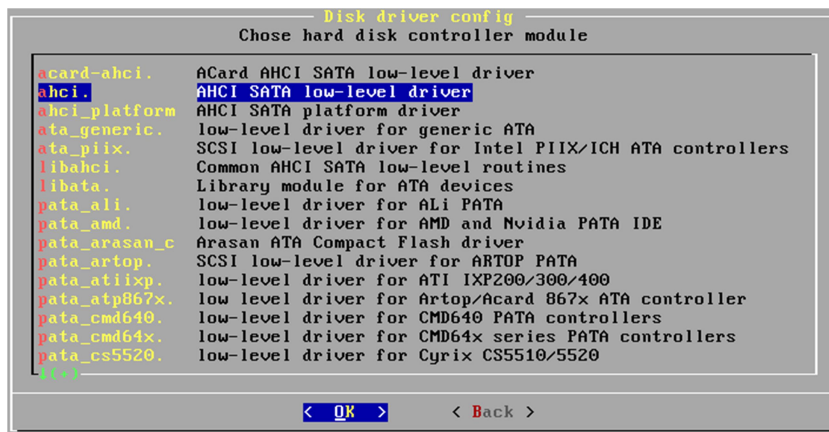 Disk driver config
Chose hard disk controller module
acard-ahci. ACard AHCI SATA low-level driver
ahci. AHCI SATA low-level driver
ahci_platform AHCI SATA platform driver
ata_generic. low-level driver for generic ATA
ata_piix. SCSI low-level driver for Intel PIIX/ICH ATA controllers
libahci. Common AHCI SATA low-level routines
libata. Library module for ATA devices
pata_ali. low-level driver for ALi PATA
pata_amd. low-level driver for AMD and Nvidia PATA IDE
pata_arasan_c Arasan ATA Compact Flash driver
pata_artop. SCSI low-level driver for ARTOP PATA
pata_atiixp. low-level driver for ATI IXP200/300/400
pata_atp867x. low level driver for Artop/Acard 867x ATA controller
pata_cmd640. low-level driver for CMD640 PATA controllers
pata_cmd64x. low-level driver for CMD64x series PATA controllers
pata_cs5520. low-level driver for Cyrix CS5510/5520
↓(+)
< OK > < Back >